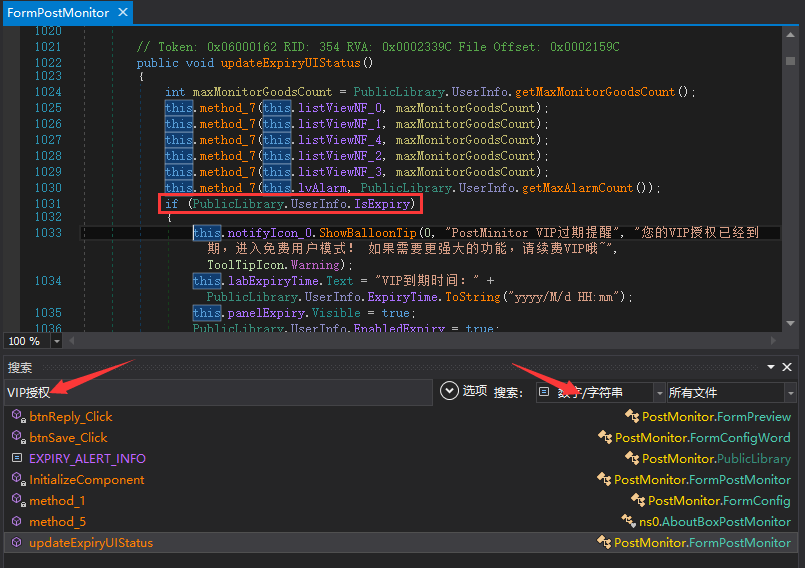 FormPostMonitor ✕
1020
1021 // Token: 0x06000162 RID: 354 RVA: 0x0002339C File Offset: 0x0002159C
1022 public void updateExpiryUIStatus()
1023 {
1024 int maxMonitorGoodsCount = PublicLibrary.UserInfo.getMaxMonitorGoodsCount();
1025 this.method_7(this.listViewNF_0, maxMonitorGoodsCount);
1026 this.method_7(this.listViewNF_1, maxMonitorGoodsCount);
1027 this.method_7(this.listViewNF_4, maxMonitorGoodsCount);
1028 this.method_7(this.listViewNF_2, maxMonitorGoodsCount);
1029 this.method_7(this.listViewNF_3, maxMonitorGoodsCount);
1030 this.method_7(this.lvAlarm, PublicLibrary.UserInfo.getMaxAlarmCount());
1031 if (PublicLibrary.UserInfo.IsExpiry)
1032 {
1033 this.notifyIcon_0.ShowBalloonTip(0, "PostMinitor VIP过期提醒", "您的VIP授权已经到
期，进入免费用户模式！ 如果需要更强大的功能，请续费VIP哦~",
ToolTipIcon.Warning);
1034 this.labExpiryTime.Text = "VIP到期时间：" +
PublicLibrary.UserInfo.ExpiryTime.ToString("yyyy/M/d HH:mm");
1035 this.panelExpiry.Visible = true;
1036 PublicLibrary.UserInfo.EnabledExpiry = true;
100 %
搜索
VIP授权 选项 搜索： 数字/字符串 所有文件
btnReply_Click PostMonitor.FormPreview
btnSave_Click PostMonitor.FormConfigWord
EXPIRY_ALERT_INFO PostMonitor.PublicLibrary
InitializeComponent PostMonitor.FormPostMonitor
method_1 PostMonitor.FormConfig
method_5 ns0.AboutBoxPostMonitor
updateExpiryUIStatus PostMonitor.FormPostMonitor